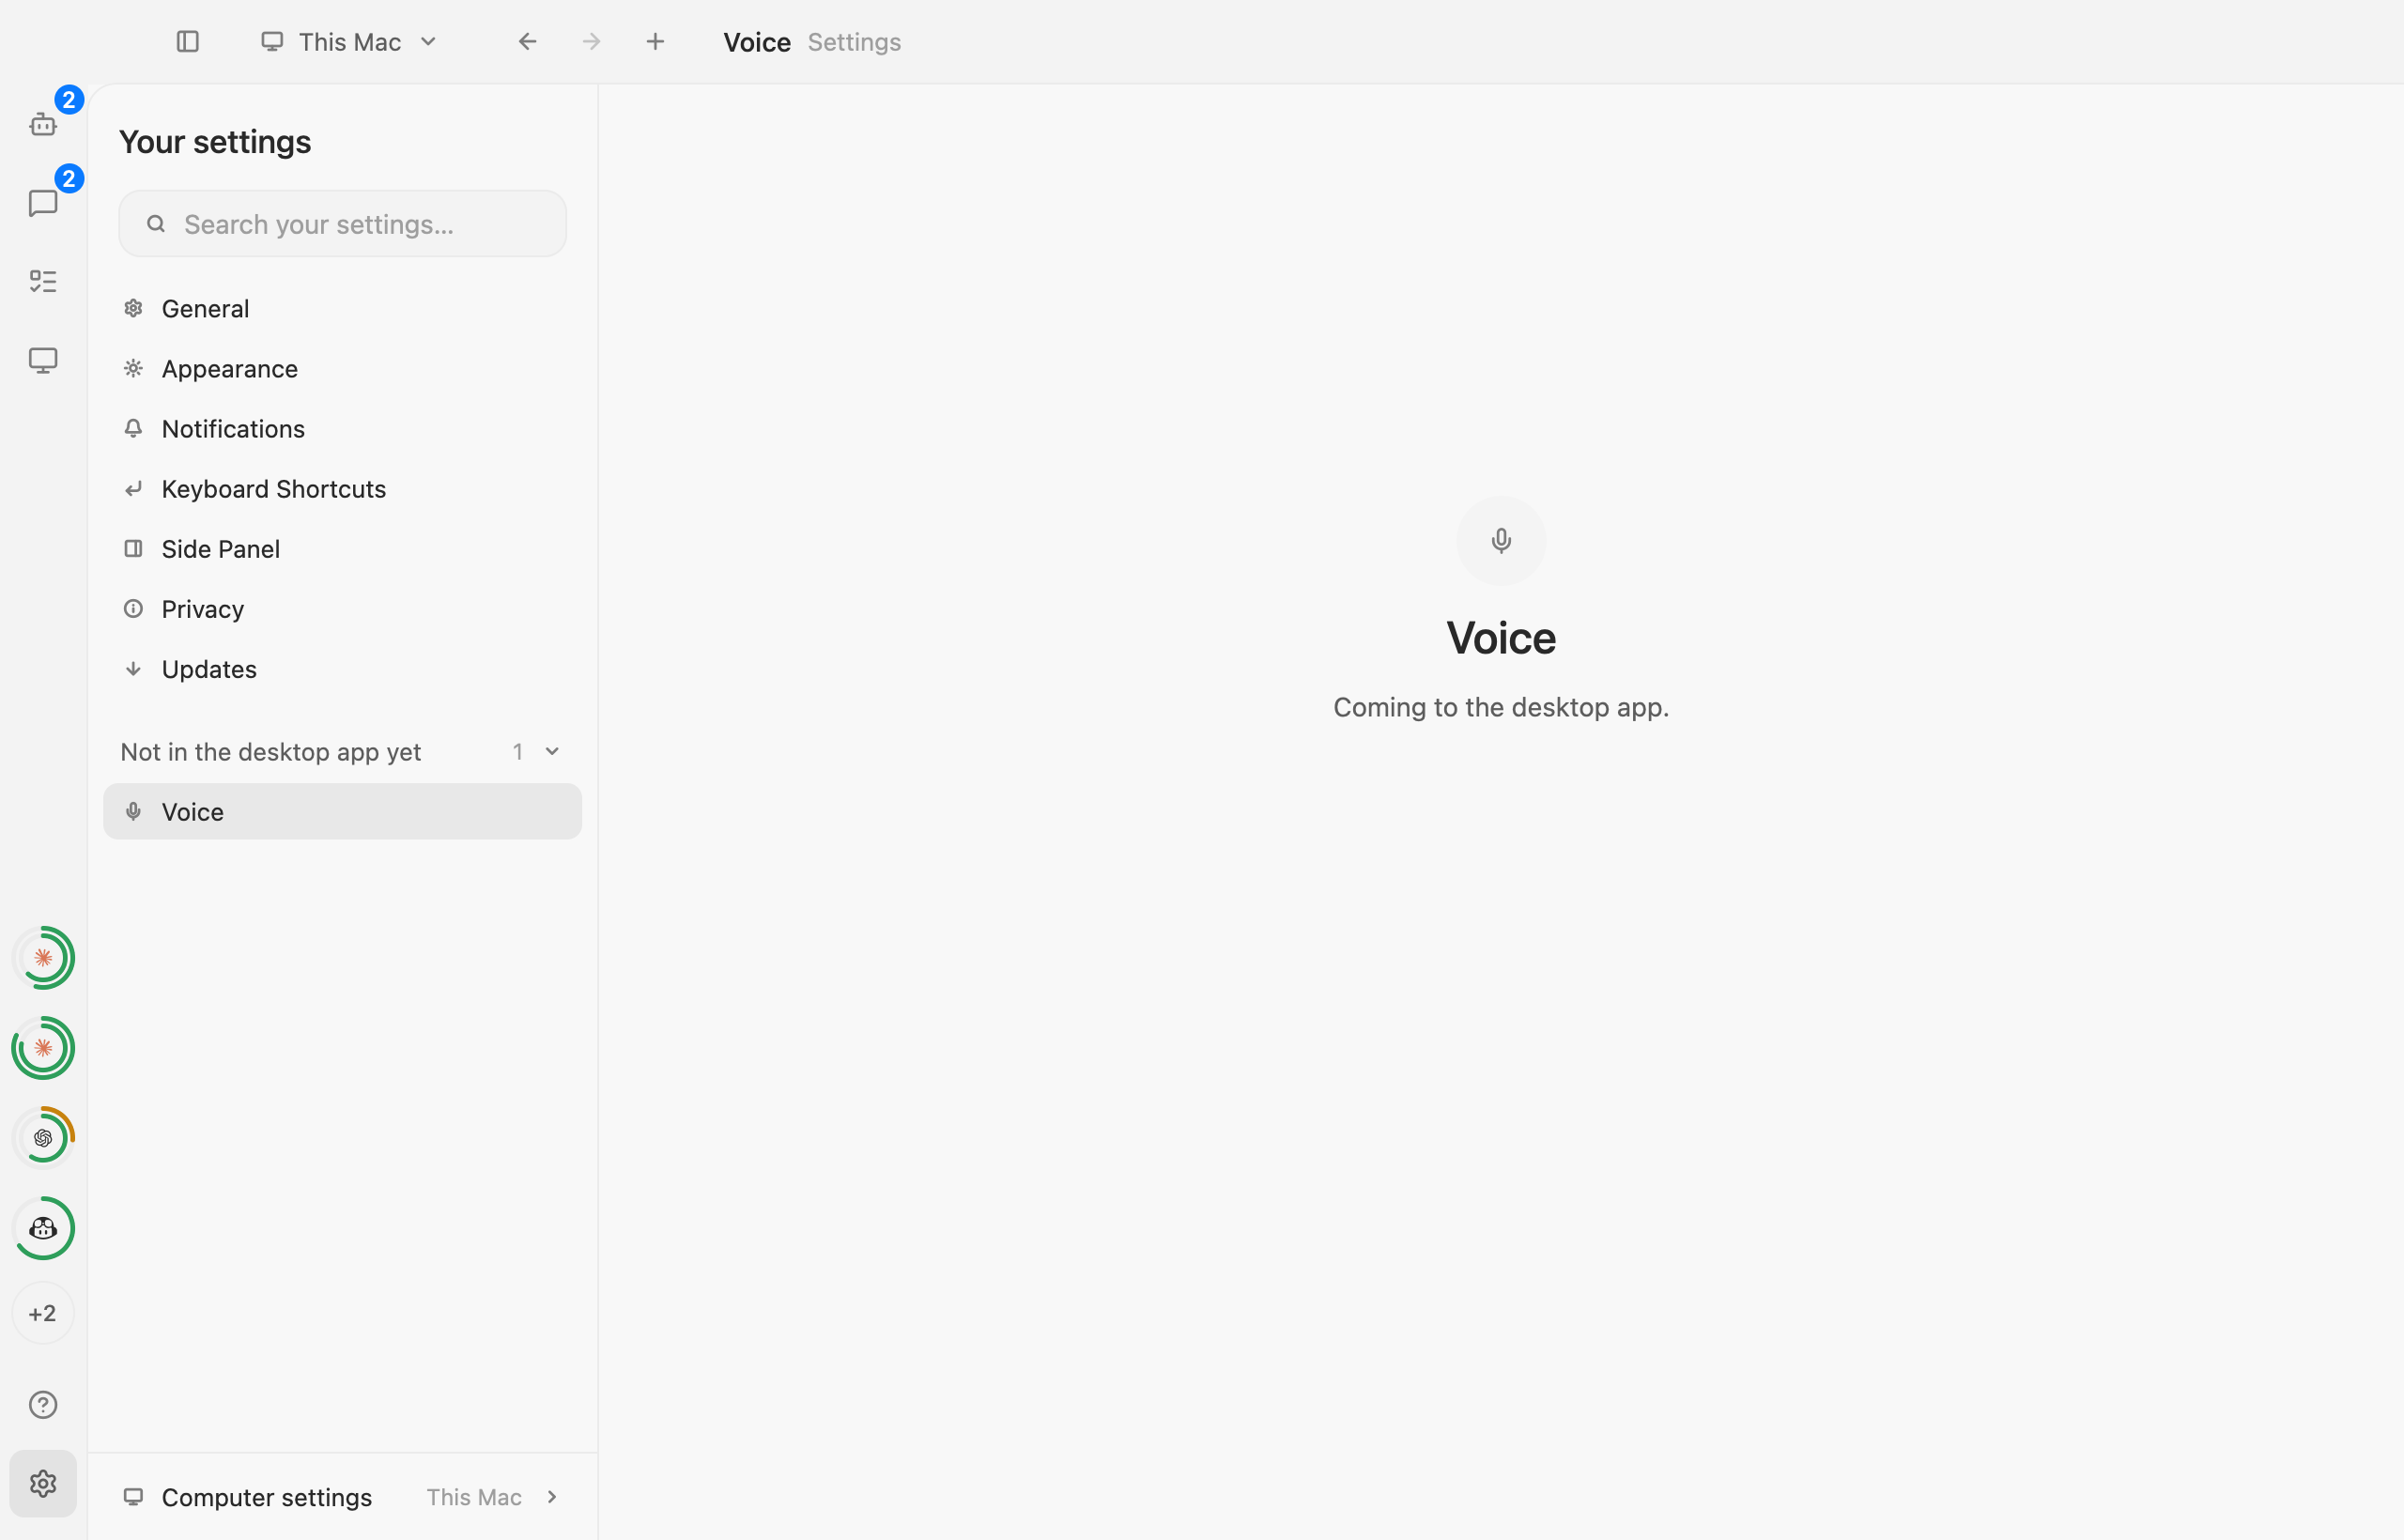 This Mac
Voice Settings
2
2
Your settings
Search your settings...
General
Appearance
Notifications
Keyboard Shortcuts
Side Panel
Privacy
Updates
Not in the desktop app yet 1
Voice
Voice
Coming to the desktop app.
+2
Computer settings This Mac